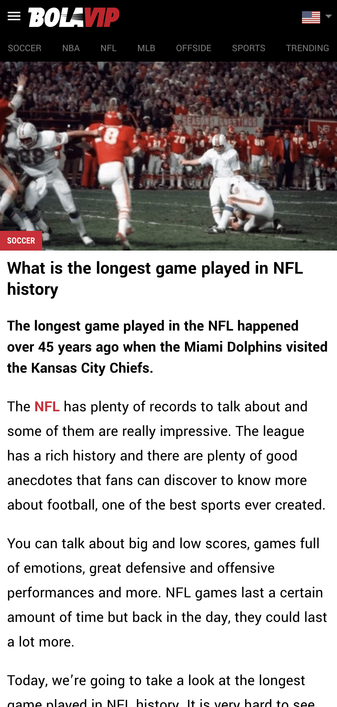 BOLAVIP
SOCCER NBA NFL MLB OFFSIDE SPORTS TRENDING
SEASON GREETINGS
8
88
70
80
SOCCER
What is the longest game played in NFL
history
The longest game played in the NFL happened
over 45 years ago when the Miami Dolphins visited
the Kansas City Chiefs.
The NFL has plenty of records to talk about and
some of them are really impressive. The league
has a rich history and there are plenty of good
anecdotes that fans can discover to know more
about football, one of the best sports ever created.
You can talk about big and low scores, games full
of emotions, great defensive and offensive
performances and more. NFL games last a certain
amount of time but back in the day, they could last
a lot more.
Today, we’re going to take a look at the longest
game played in NFL history. It is very hard to see